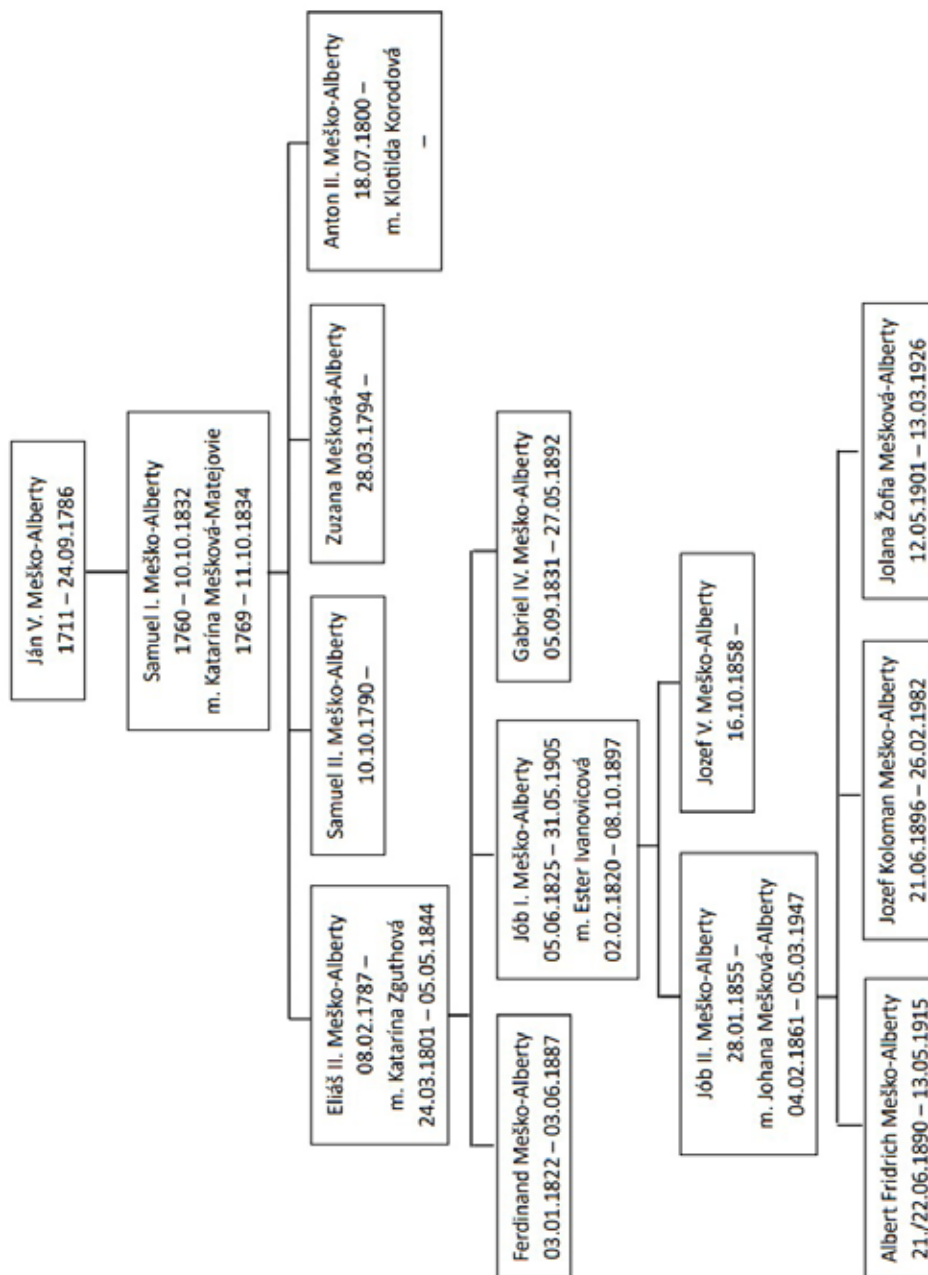 Ján V. Meško-Alberty
1711 – 24.09.1786
Samuel I. Meško-Alberty
1760 – 10.10.1832
m. Katarína Mešková-Matejovie
1769 – 11.10.1834
Eliáš II. Meško-Alberty
08.02.1787 –
m. Katarína Zguthová
24.03.1801 – 05.05.1844
Samuel II. Meško-Alberty
10.10.1790 –
Zuzana Mešková-Alberty
28.03.1794 –
Anton II. Meško-Alberty
18.07.1800 –
m. Klotilda Korodová
–
Ferdinand Meško-Alberty
03.01.1822 – 03.06.1887
Jób I. Meško-Alberty
05.06.1825 – 31.05.1905
m. Ester Ivanovicová
02.02.1820 – 08.10.1897
Gabriel IV. Meško-Alberty
05.09.1831 – 27.05.1892
Jób II. Meško-Alberty
28.01.1855 –
m. Johana Mešková-Alberty
04.02.1861 – 05.03.1947
Jozef V. Meško-Alberty
16.10.1858 –
Albert Fridrich Meško-Alberty
21./22.06.1890 – 13.05.1915
Jozef Koloman Meško-Alberty
21.06.1896 – 26.02.1982
Jolana Žofia Mešková-Alberty
12.05.1901 – 13.03.1926